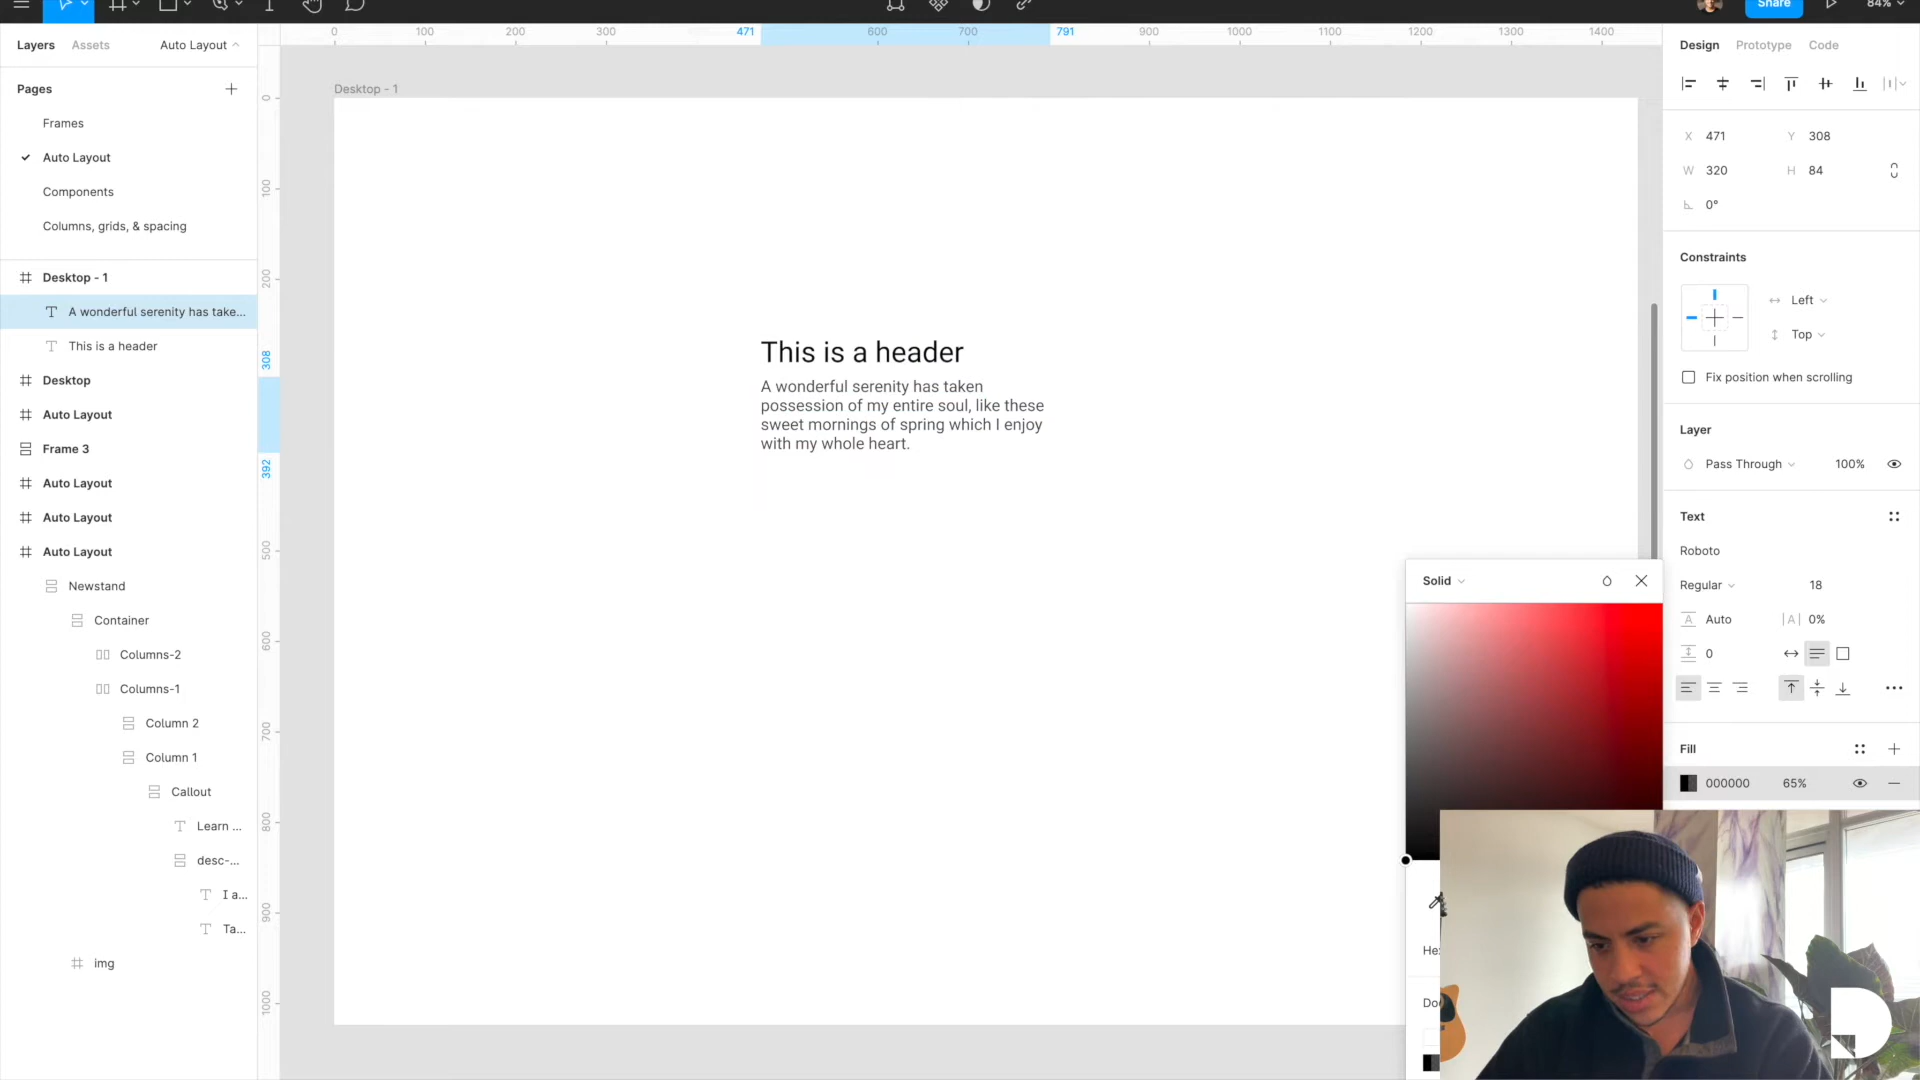 Share
84%
Layers
Assets
Auto Layout
471
791
0
100
200
300
600
700
900
1000
1100
1200
1300
1400
Design
Prototype
Code
Pages
Frames
Auto Layout
Components
Columns, grids, & spacing
Desktop - 1
A wonderful serenity has take...
This is a header
Desktop
Auto Layout
Frame 3
Auto Layout
Auto Layout
Auto Layout
Newstand
Container
Columns-2
Columns-1
Column 2
Column 1
Callout
Learn ...
desc-...
I a...
Ta...
img
0
100
200
308
392
500
600
700
800
900
1000
Desktop - 1
This is a header
A wonderful serenity has taken
possession of my entire soul, like these
sweet mornings of spring which I enjoy
with my whole heart.
X 471 Y 308
W 320 H 84
0°
Constraints
Left
Top
Fix position when scrolling
Layer
Pass Through 100%
Text
Roboto
Regular 18
Auto 0%
0
Fill
000000 65%
Solid